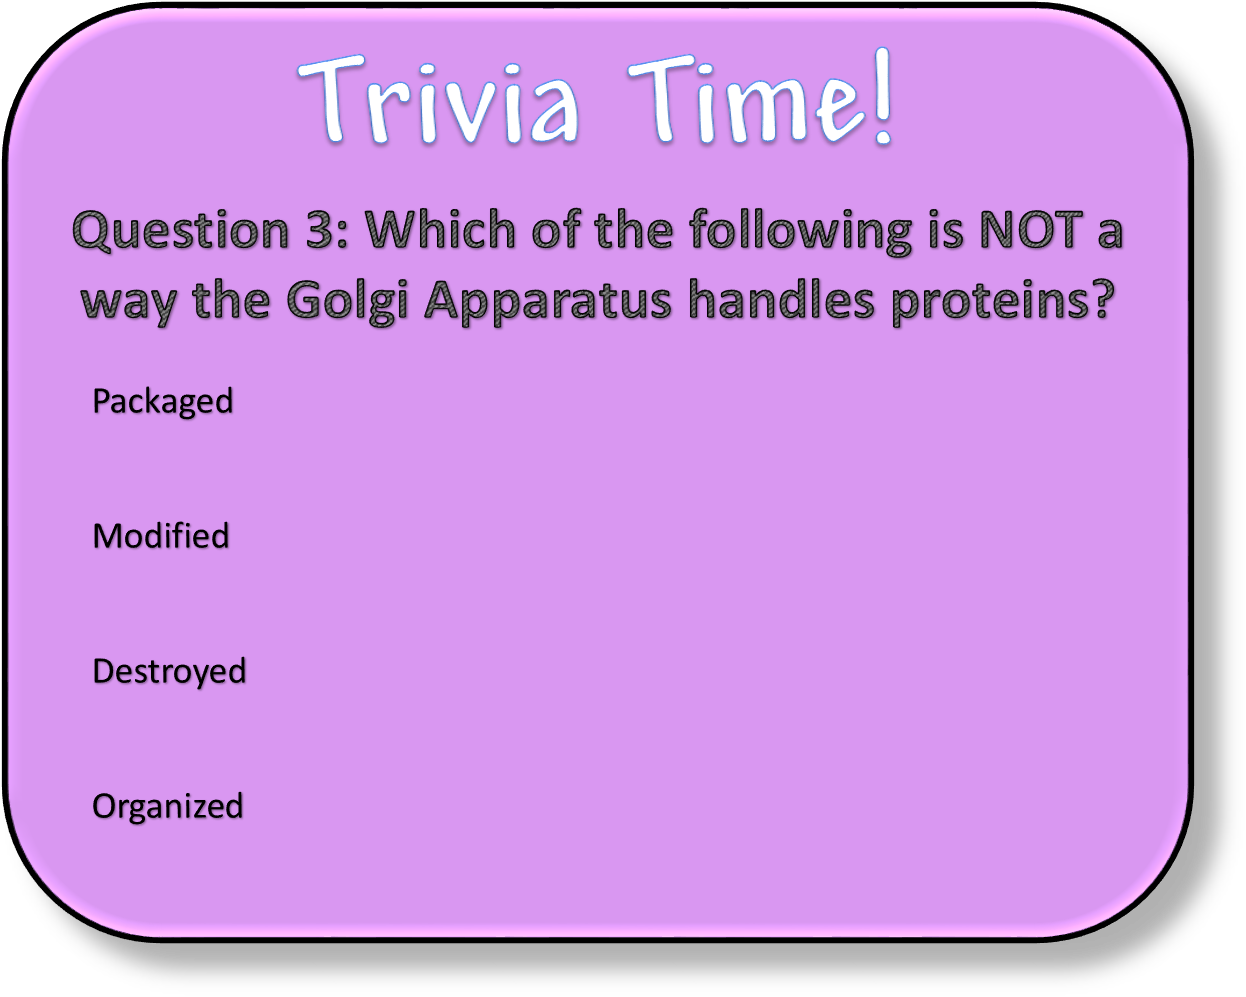 Trivia Time!
Question 3: Which of the following is NOT a
way the Golgi Apparatus handles proteins?
Packaged
Modified
Destroyed
Organized